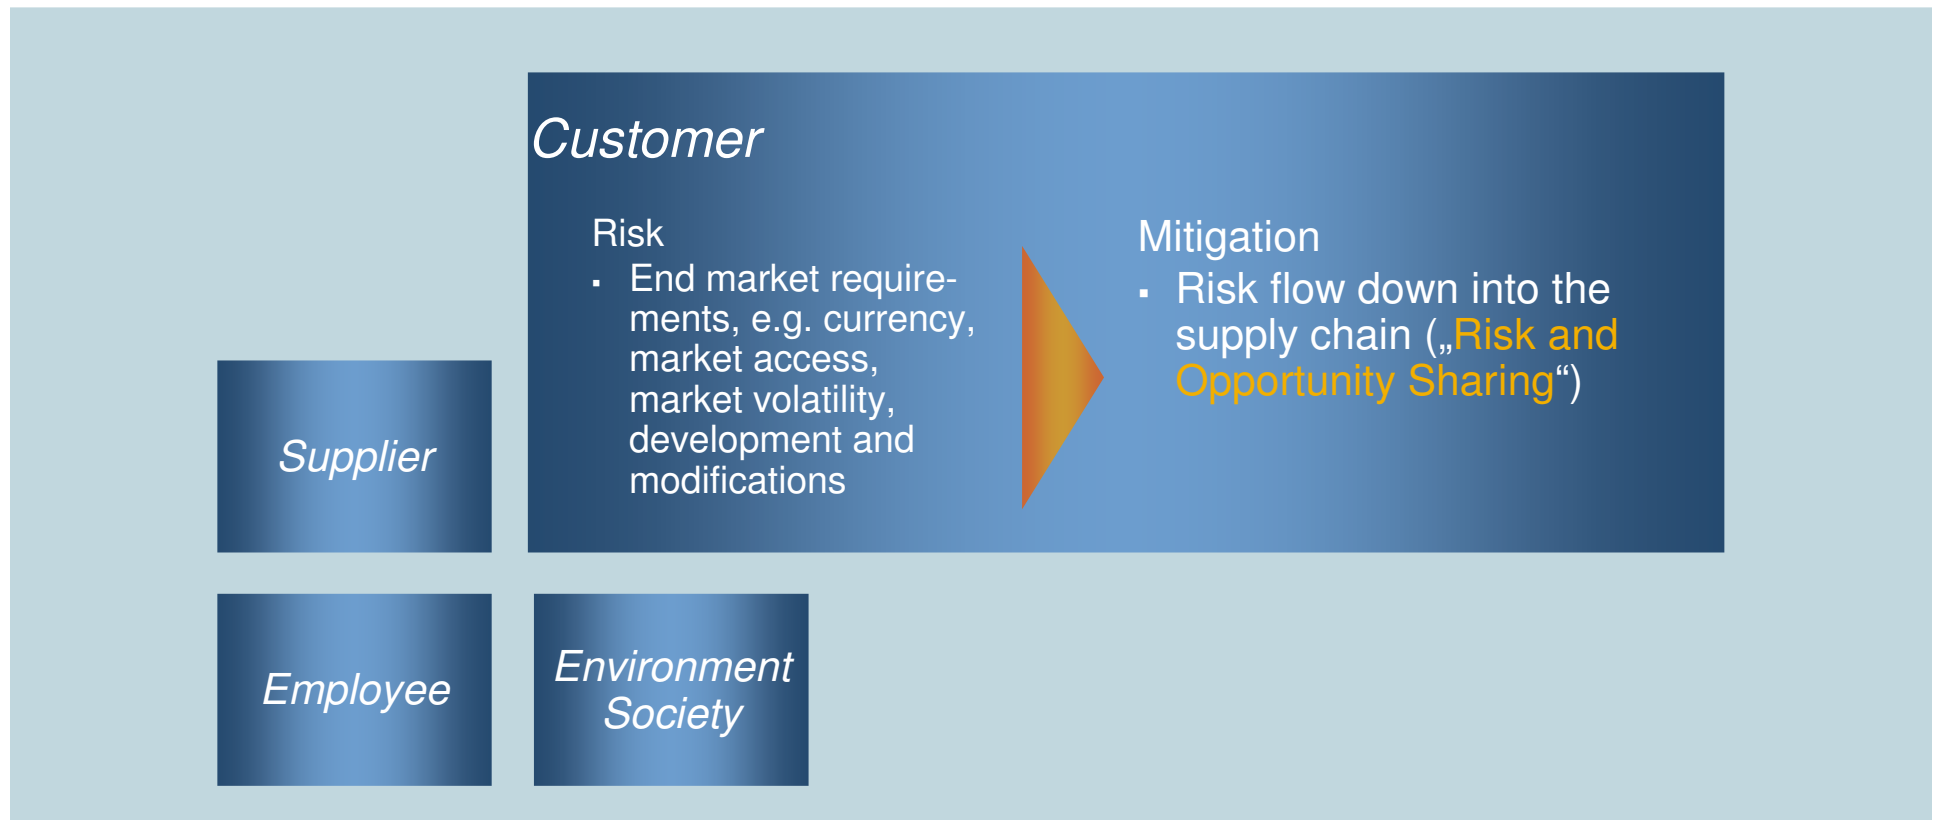 Customer
Risk
▪ End market require-
ments, e.g. currency,
market access,
market volatility,
development and
modifications
Mitigation
▪ Risk flow down into the
supply chain („Risk and
Opportunity Sharing“)
Supplier
Employee
Environment
Society